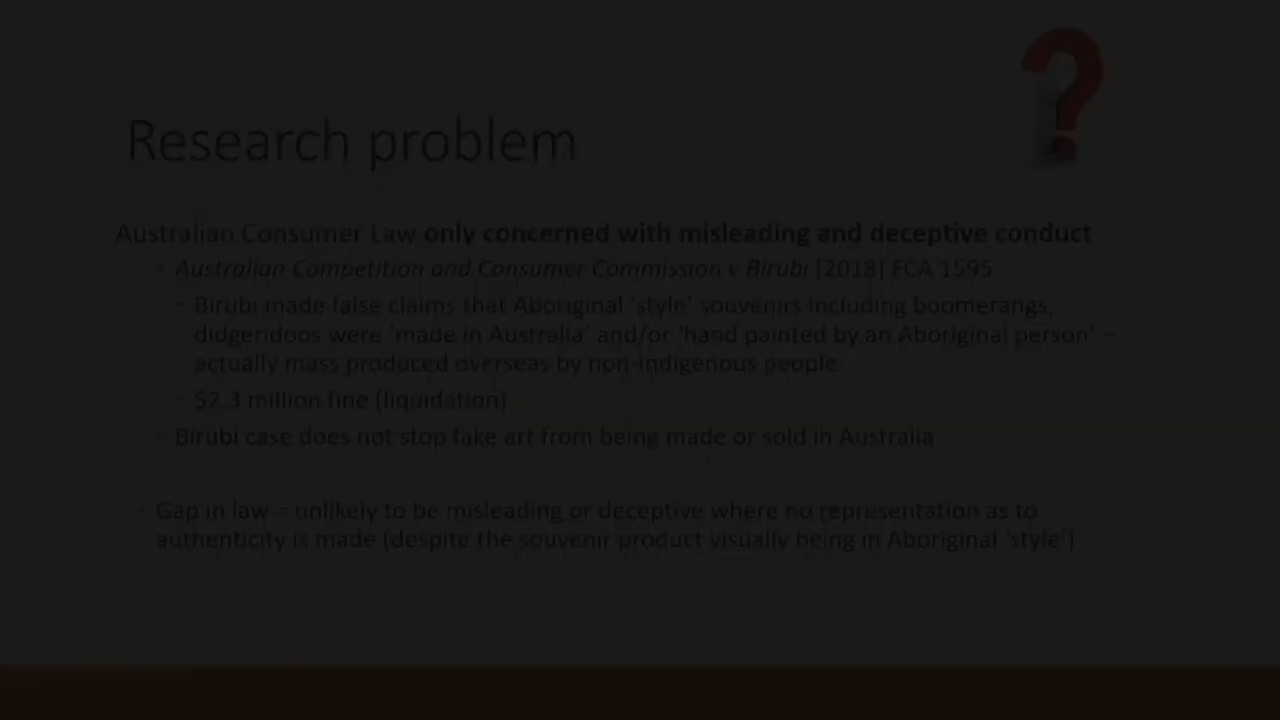 Research problem
Australian Consumer Law only concerned with misleading and deceptive conduct
Australian Competition and Consumer Commission v Birubi [2018] FCA 1595
Birubi made false claims that Aboriginal ‘style’ souvenirs including boomerangs,
didgeridoos were ‘made in Australia’ and/or ‘hand painted by an Aboriginal person’ –
actually mass produced overseas by non-indigenous people
$2.3 million fine (liquidation)
Birubi case does not stop fake art from being made or sold in Australia
Gap in law = unlikely to be misleading or deceptive where no representation as to
authenticity is made (despite the souvenir product visually being in Aboriginal ‘style’)